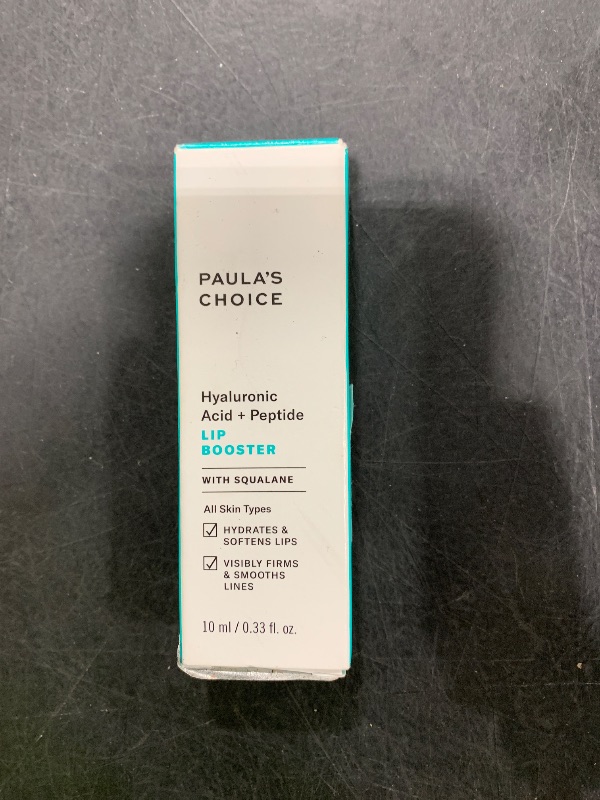 PAULA'S
CHOICE
Hyaluronic
Acid + Peptide
LIP
BOOSTER
WITH SQUALANE
All Skin Types
HYDRATES &
SOFTENS LIPS
VISIBLY FIRMS
& SMOOTHS
LINES
10 ml / 0.33 fl. oz.